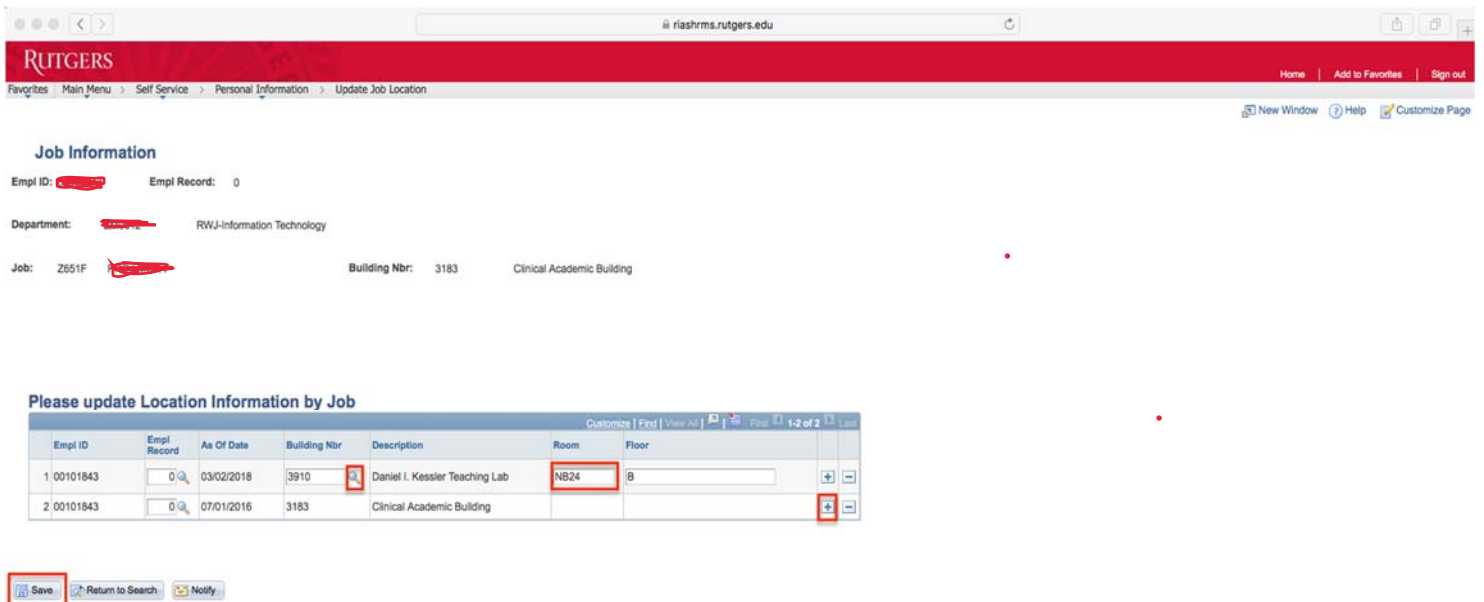 riashrms.rutgers.edu
RUTGERS
Home | Add to Favorites | Sign out
Favorites | Main Menu > Self Service > Personal Information > Update Job Location
New Window ? Help Customize Page
Job Information
Empl ID: Empl Record: 0
Department: RWJ-Information Technology
Job: Z651F Building Nbr: 3183 Clinical Academic Building
Please update Location Information by Job
Customize | Find | View All | | First 1-2 of 2 Last
Empl ID Empl Record As Of Date Building Nbr Description Room Floor
1 00101843 0 03/02/2018 3910 Daniel I. Kessler Teaching Lab NB24 B + −
2 00101843 0 07/01/2016 3183 Clinical Academic Building + −
Save Return to Search Notify